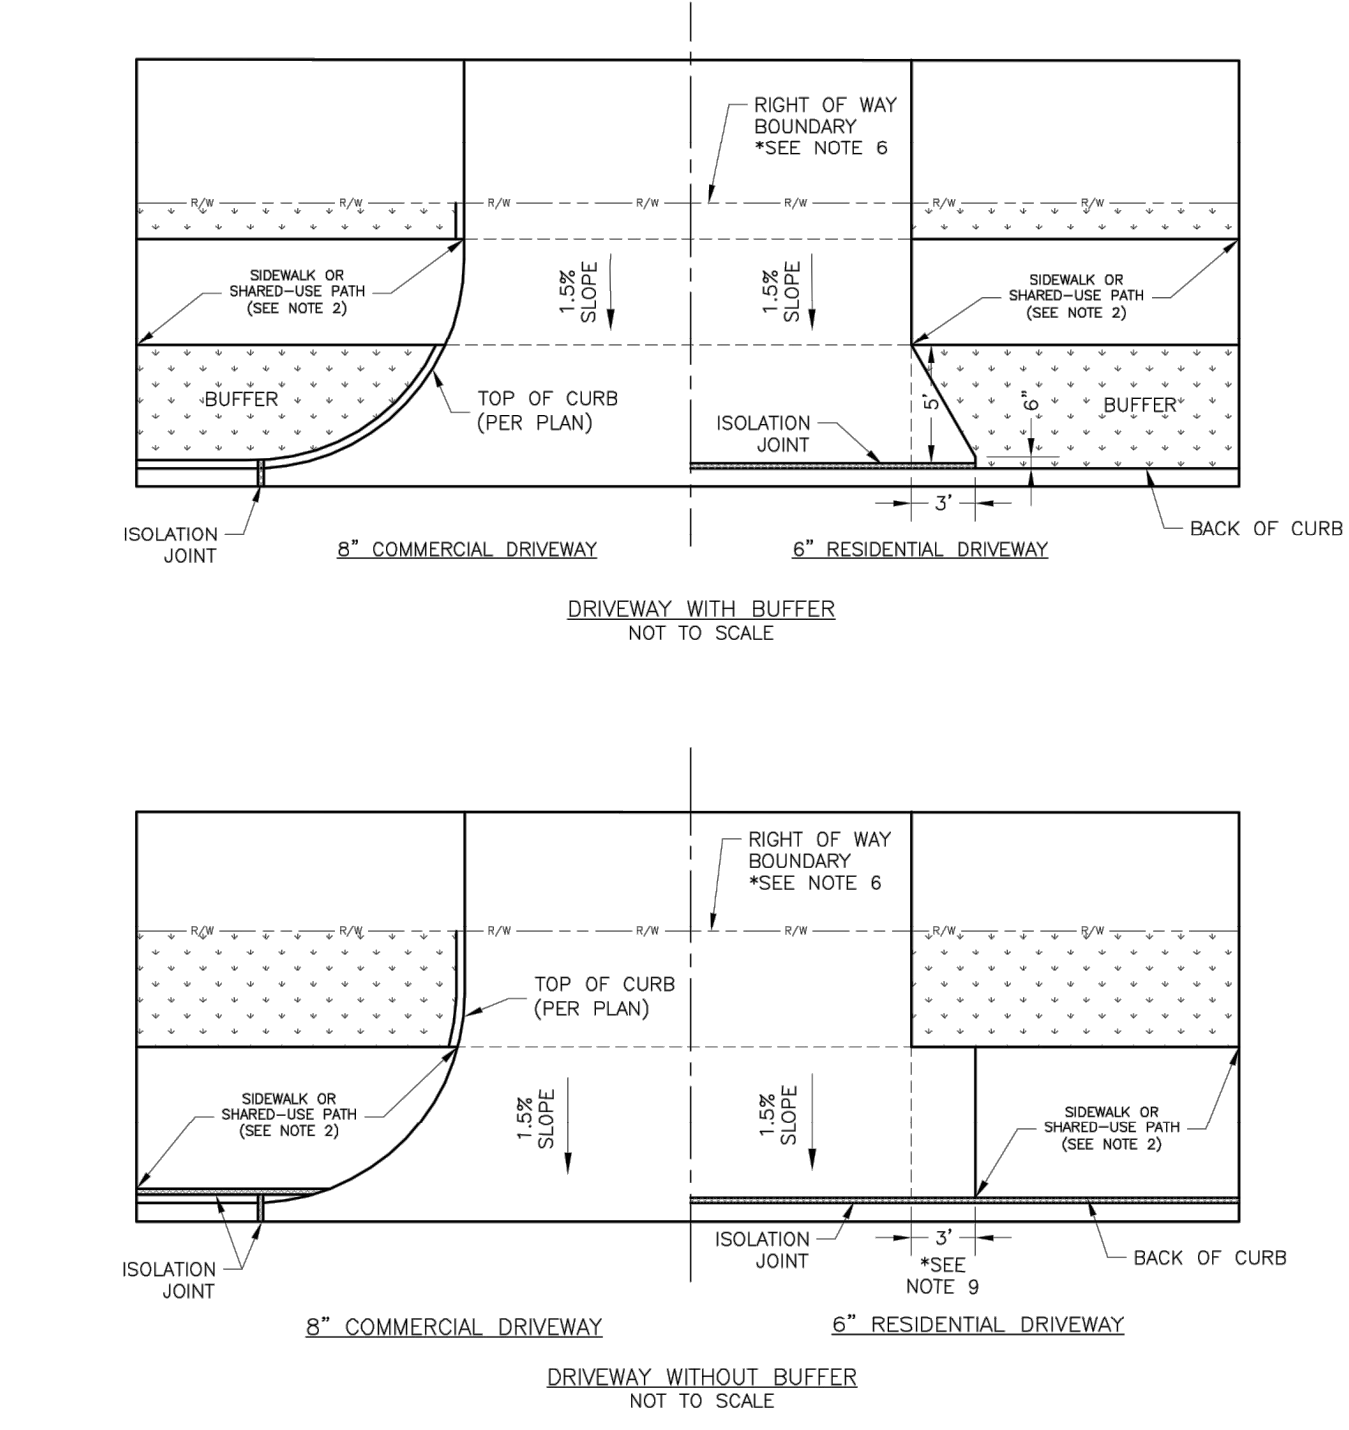 RIGHT OF WAY
BOUNDARY
*SEE NOTE 6
R/W R/W R/W R/W R/W R/W R/W
SIDEWALK OR
SHARED-USE PATH
(SEE NOTE 2)
1.5%
SLOPE
1.5%
SLOPE
SIDEWALK OR
SHARED-USE PATH
(SEE NOTE 2)
BUFFER
TOP OF CURB
(PER PLAN)
ISOLATION
JOINT
5'
6"
BUFFER
3'
ISOLATION
JOINT
BACK OF CURB
8" COMMERCIAL DRIVEWAY
6" RESIDENTIAL DRIVEWAY
DRIVEWAY WITH BUFFER
NOT TO SCALE
RIGHT OF WAY
BOUNDARY
*SEE NOTE 6
R/W R/W R/W R/W R/W R/W R/W
TOP OF CURB
(PER PLAN)
SIDEWALK OR
SHARED-USE PATH
(SEE NOTE 2)
1.5%
SLOPE
1.5%
SLOPE
SIDEWALK OR
SHARED-USE PATH
(SEE NOTE 2)
ISOLATION
JOINT
ISOLATION
JOINT
3'
*SEE
NOTE 9
BACK OF CURB
8" COMMERCIAL DRIVEWAY
6" RESIDENTIAL DRIVEWAY
DRIVEWAY WITHOUT BUFFER
NOT TO SCALE